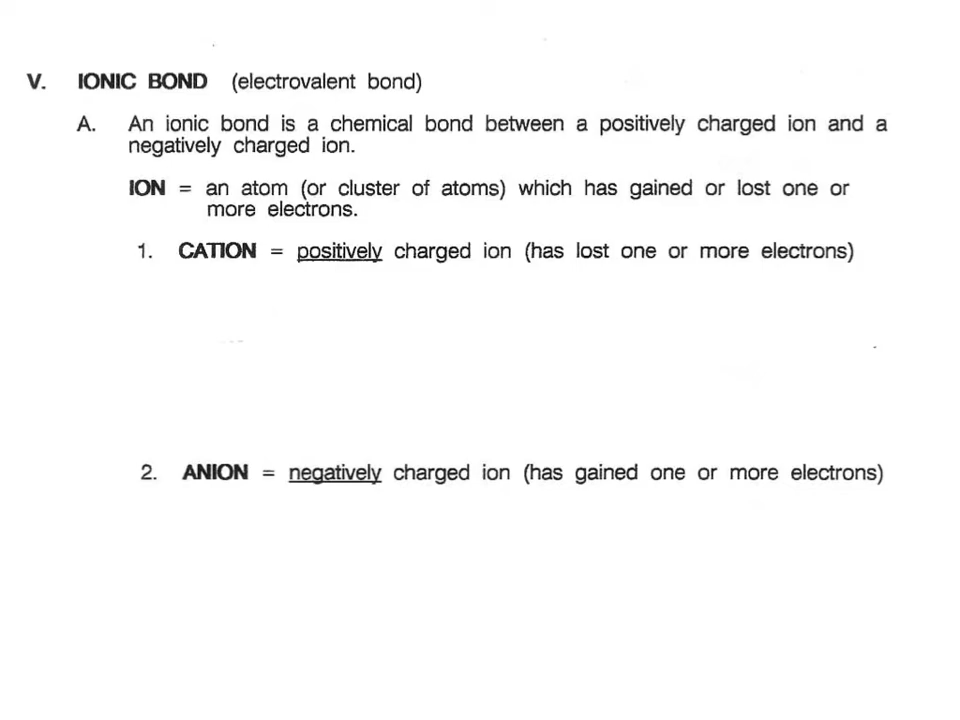 V. IONIC BOND (electrovalent bond)
A. An ionic bond is a chemical bond between a positively charged ion and a
negatively charged ion.
ION = an atom (or cluster of atoms) which has gained or lost one or
more electrons.
1. CATION = positively charged ion (has lost one or more electrons)
2. ANION = negatively charged ion (has gained one or more electrons)